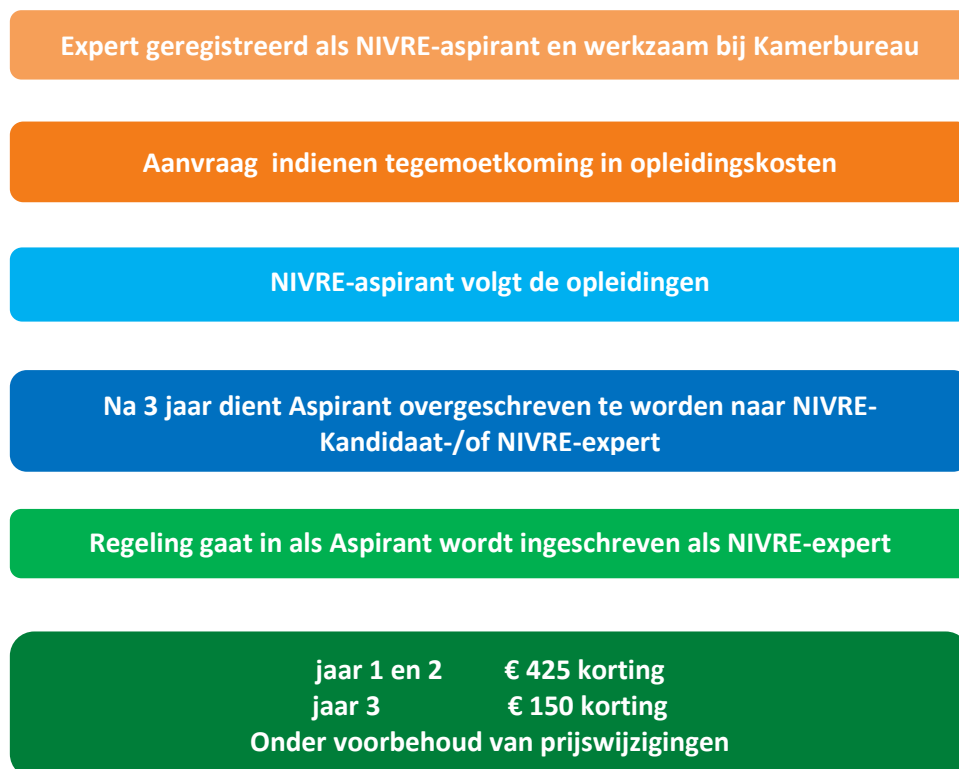 Expert geregistreerd als NIVRE-aspirant en werkzaam bij Kamerbureau
Aanvraag  indienen tegemoetkoming in opleidingskosten
NIVRE-aspirant volgt de opleidingen
Na 3 jaar dient Aspirant overgeschreven te worden naar NIVRE-
Kandidaat-/of NIVRE-expert
Regeling gaat in als Aspirant wordt ingeschreven als NIVRE-expert
jaar 1 en 2 € 425 korting
jaar 3 € 150 korting
Onder voorbehoud van prijswijzigingen